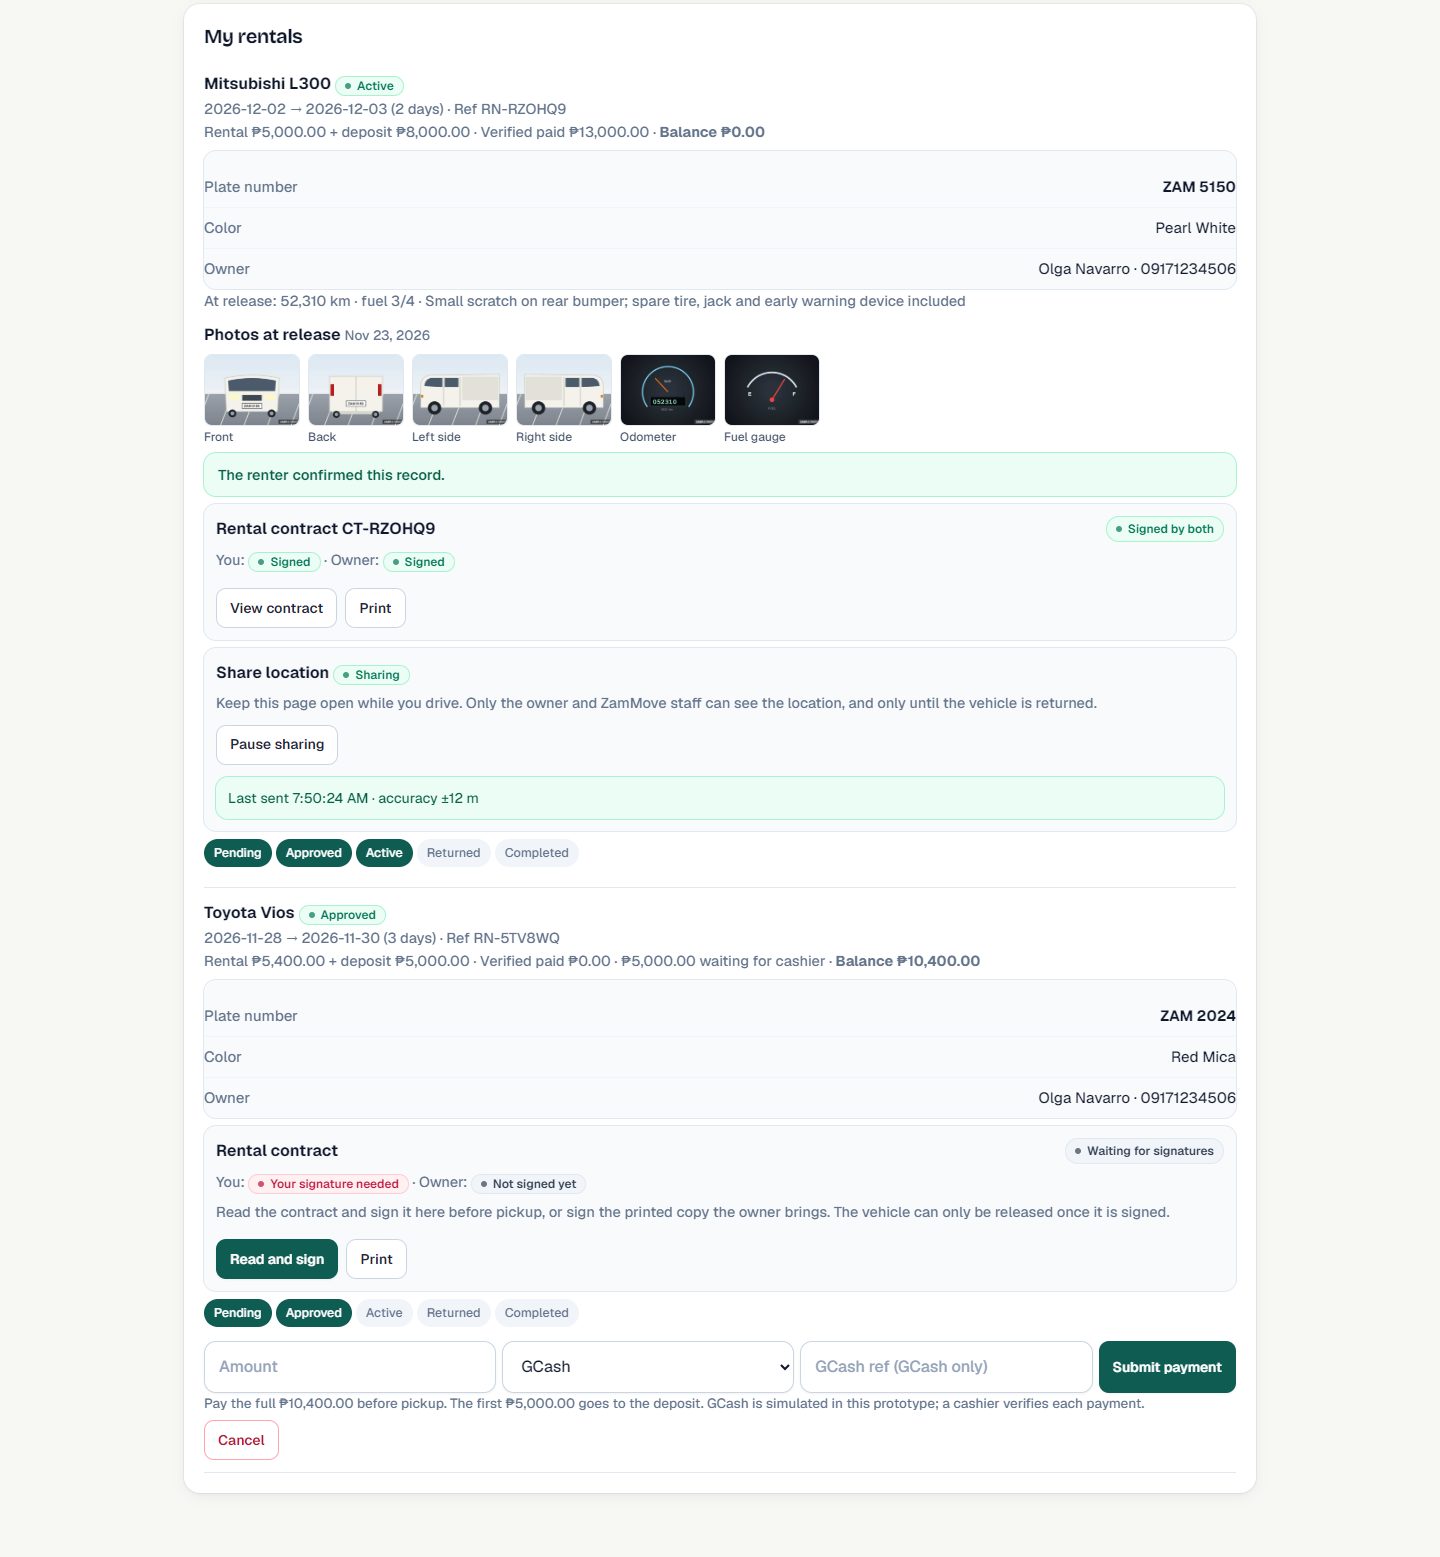 My rentals
Mitsubishi L300 Active
2026-12-02 → 2026-12-03 (2 days) · Ref RN-RZOHQ9
Rental ₱5,000.00 + deposit ₱8,000.00 · Verified paid ₱13,000.00 · Balance ₱0.00
Plate number ZAM 5150
Color Pearl White
Owner Olga Navarro · 09171234506
At release: 52,310 km · fuel 3/4 · Small scratch on rear bumper; spare tire, jack and early warning device included
Photos at release Nov 23, 2026
052310
E F
FUEL
Front Back Left side Right side Odometer Fuel gauge
The renter confirmed this record.
Rental contract CT-RZOHQ9 Signed by both
You: Signed · Owner: Signed
View contract Print
Share location Sharing
Keep this page open while you drive. Only the owner and ZamMove staff can see the location, and only until the vehicle is returned.
Pause sharing
Last sent 7:50:24 AM · accuracy ±12 m
Pending Approved Active Returned Completed
Toyota Vios Approved
2026-11-28 → 2026-11-30 (3 days) · Ref RN-5TV8WQ
Rental ₱5,400.00 + deposit ₱5,000.00 · Verified paid ₱0.00 · ₱5,000.00 waiting for cashier · Balance ₱10,400.00
Plate number ZAM 2024
Color Red Mica
Owner Olga Navarro · 09171234506
Rental contract Waiting for signatures
You: Your signature needed · Owner: Not signed yet
Read the contract and sign it here before pickup, or sign the printed copy the owner brings. The vehicle can only be released once it is signed.
Read and sign Print
Pending Approved Active Returned Completed
Amount GCash GCash ref (GCash only) Submit payment
Pay the full ₱10,400.00 before pickup. The first ₱5,000.00 goes to the deposit. GCash is simulated in this prototype; a cashier verifies each payment.
Cancel